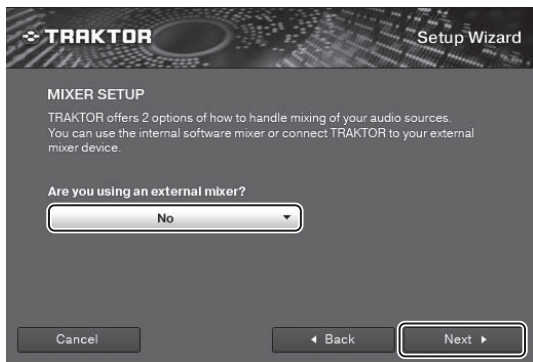 TRAKTOR
Setup Wizard
MIXER SETUP
TRAKTOR offers 2 options of how to handle mixing of your audio sources.
You can use the internal software mixer or connect TRAKTOR to your external
mixer device.
Are you using an external mixer?
No
Cancel
Back
Next